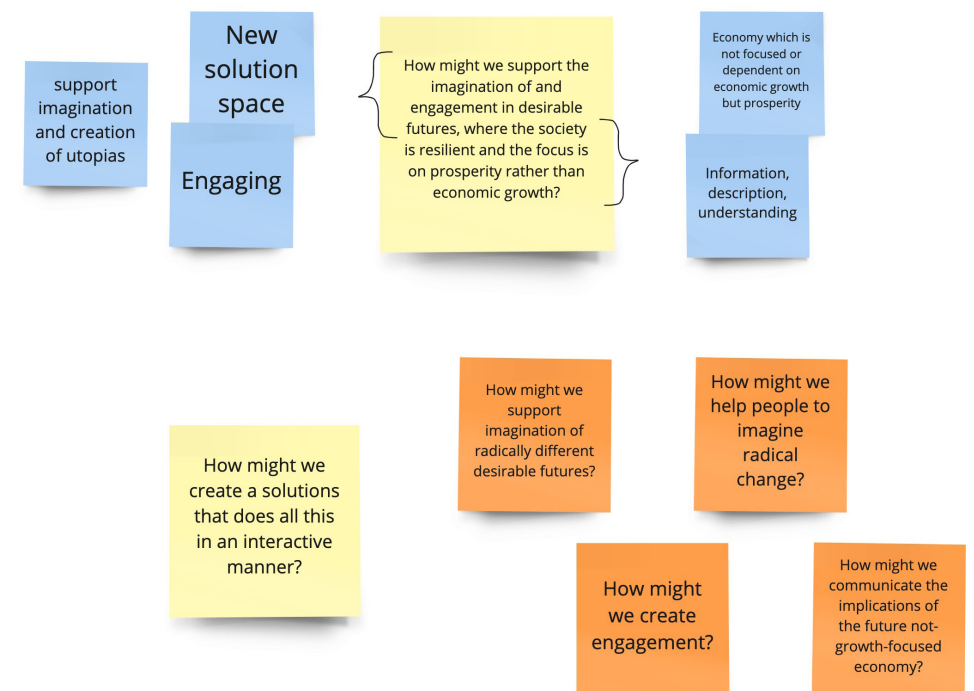 support
imagination
and creation
of utopias
New
solution
space
Engaging
How might we support the
imagination of and
engagement in desirable
futures, where the society
is resilient and the focus is
on prosperity rather than
economic growth?
Economy which is
not focused or
dependent on
economic growth
but prosperity
Information,
description,
understanding
How might we
create a solutions
that does all this
in an interactive
manner?
How might we
support
imagination of
radically different
desirable futures?
How might we
help people to
imagine
radical
change?
How might
we create
engagement?
How might we
communicate the
implications of
the future not-
growth-focused
economy?